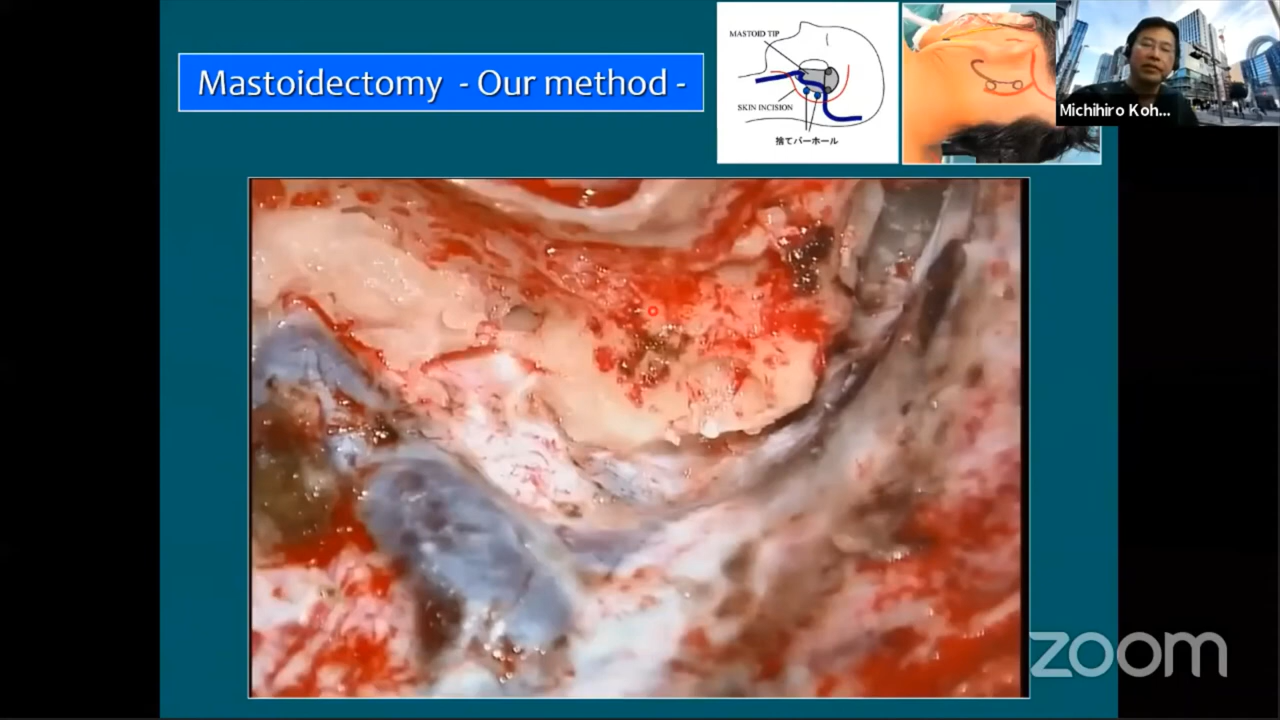 Mastoidectomy - Our method -
MASTOID TIP
SKIN INCISION
捨てバーホール
Michihiro Koh...
zoom